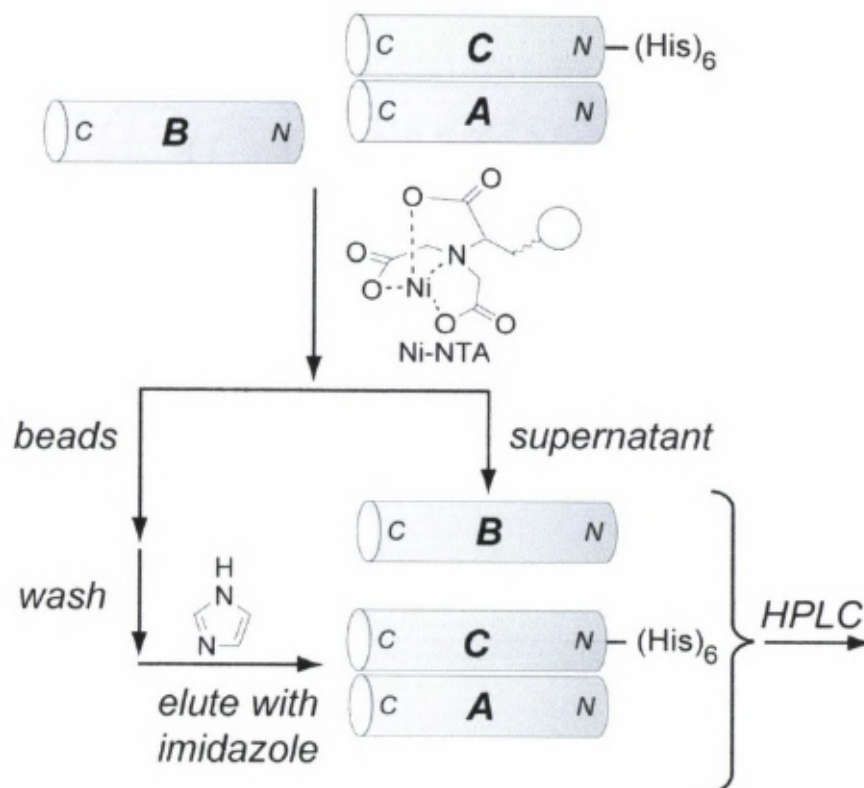 C C N (His)6
C B N
C A N
O O
N
O
O Ni
O O
Ni-NTA
beads
supernatant
C B N
wash
H
N
N
C C N (His)6
HPLC
C A N
elute with
imidazole